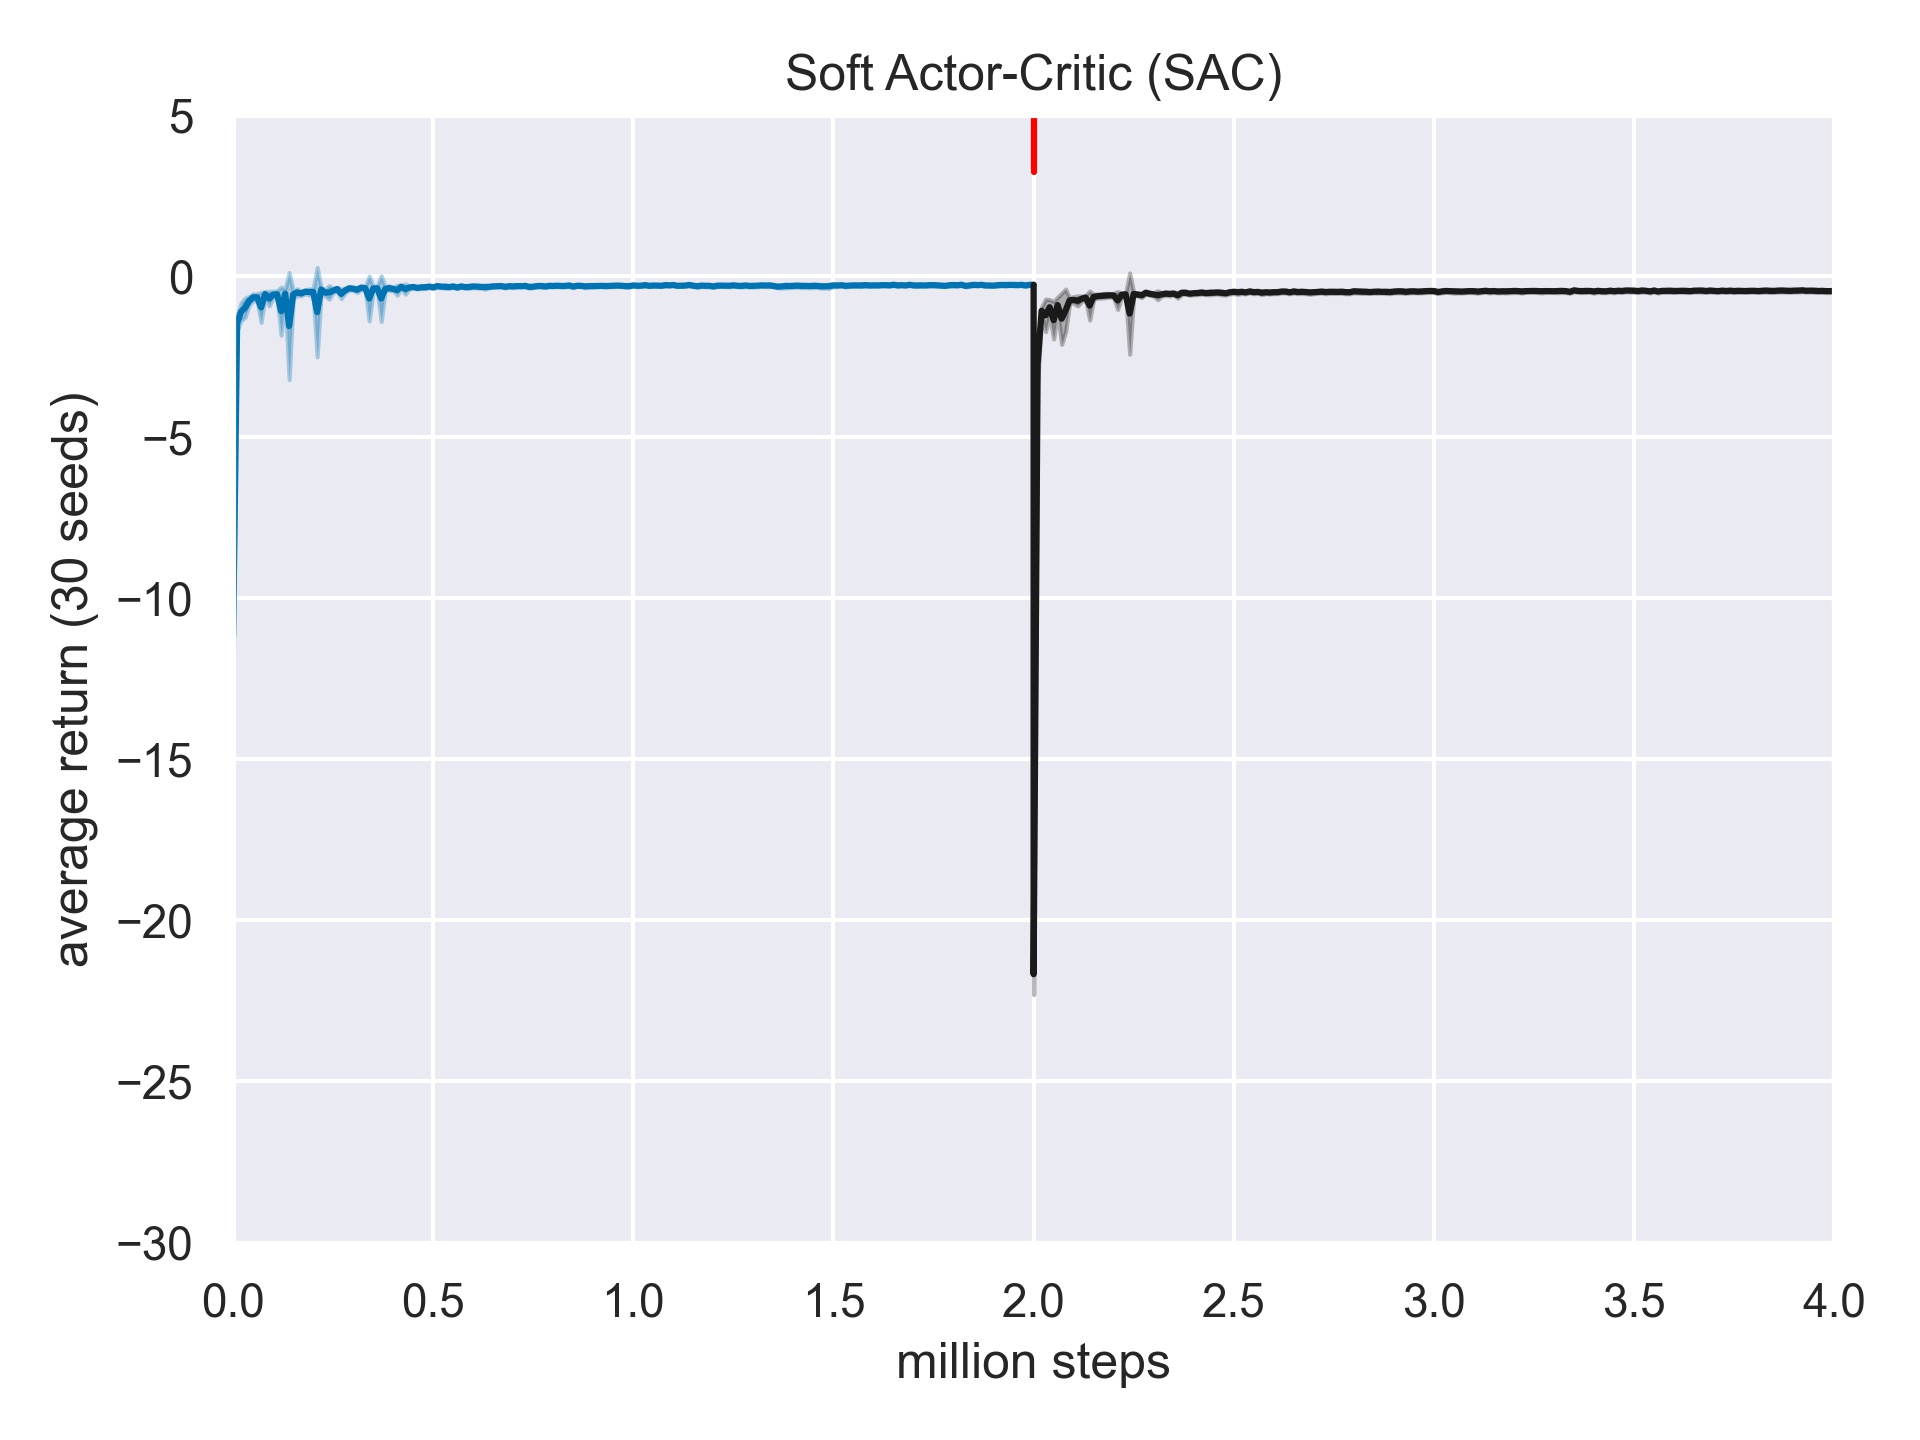 Soft Actor-Critic (SAC)
5
0
−5
−10
−15
−20
−25
−30
average return (30 seeds)
0.0 0.5 1.0 1.5 2.0 2.5 3.0 3.5 4.0
million steps